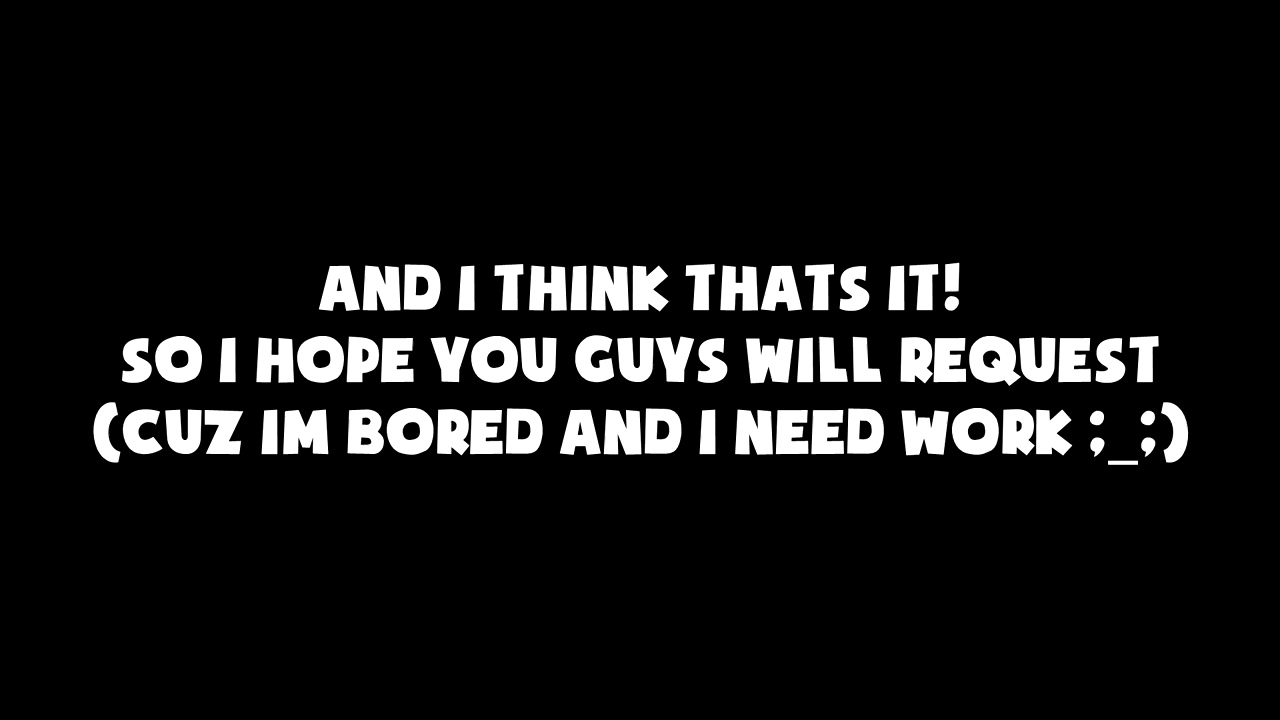 AND I THINK THATS IT!
SO I HOPE YOU GUYS WILL REQUEST
(CUZ IM BORED AND I NEED WORK ;_;)